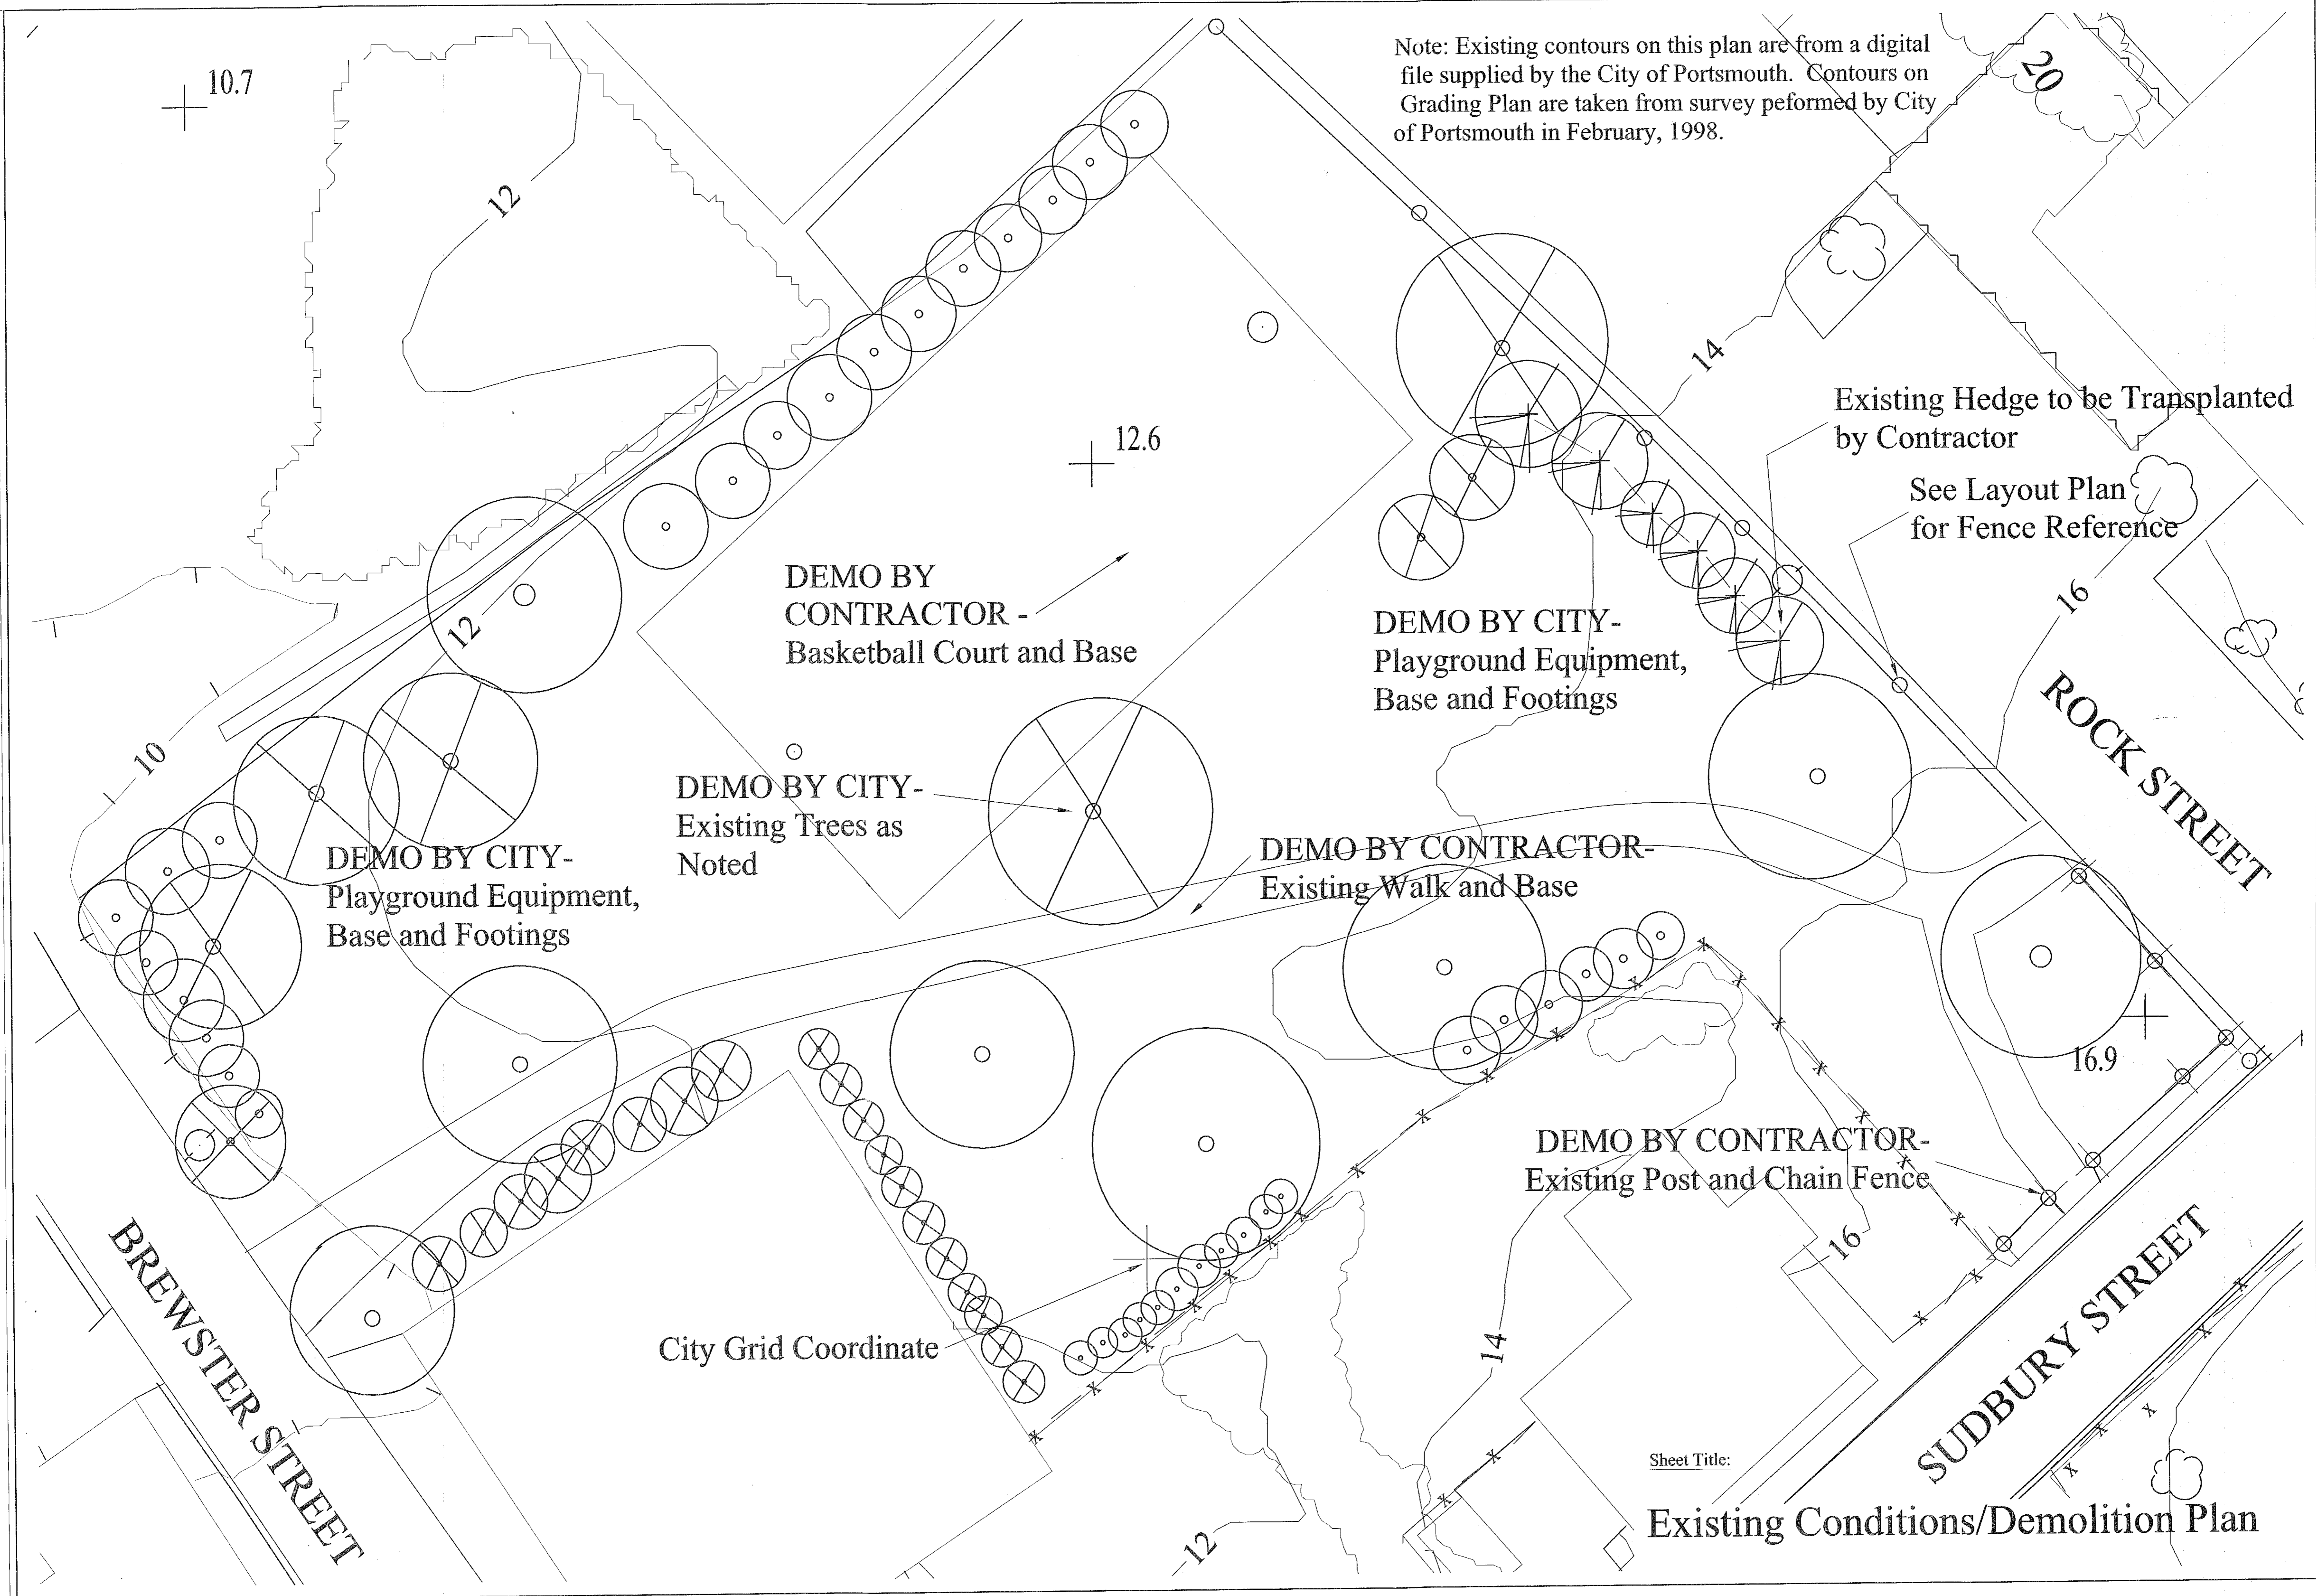 10.7
Note: Existing contours on this plan are from a digital
file supplied by the City of Portsmouth. Contours on
Grading Plan are taken from survey peformed by City
of Portsmouth in February, 1998.
20
12
14
Existing Hedge to be Transplanted
by Contractor
12.6
See Layout Plan
for Fence Reference
DEMO BY
CONTRACTOR -
Basketball Court and Base
DEMO BY CITY-
Playground Equipment,
Base and Footings
16
12
10
ROCK STREET
DEMO BY CITY-
Existing Trees as
Noted
DEMO BY CITY-
Playground Equipment,
Base and Footings
DEMO BY CONTRACTOR-
Existing Walk and Base
16.9
DEMO BY CONTRACTOR-
Existing Post and Chain Fence
16
BREWSTER STREET
City Grid Coordinate
14
SUDBURY STREET
12
Sheet Title:
Existing Conditions/Demolition Plan